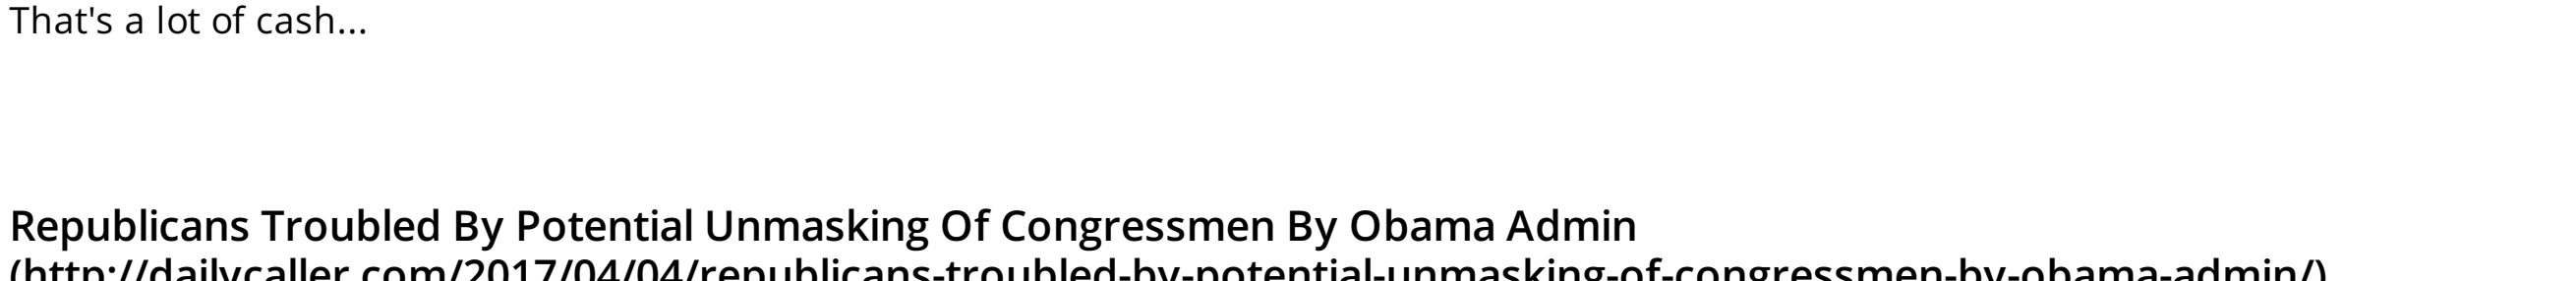 That's a lot of cash...
Republicans Troubled By Potential Unmasking Of Congressmen By Obama Admin
(http://dailycaller.com/2017/04/04/republicans-troubled-by-potential-unmasking-of-congressmen-by-obama-admin/)